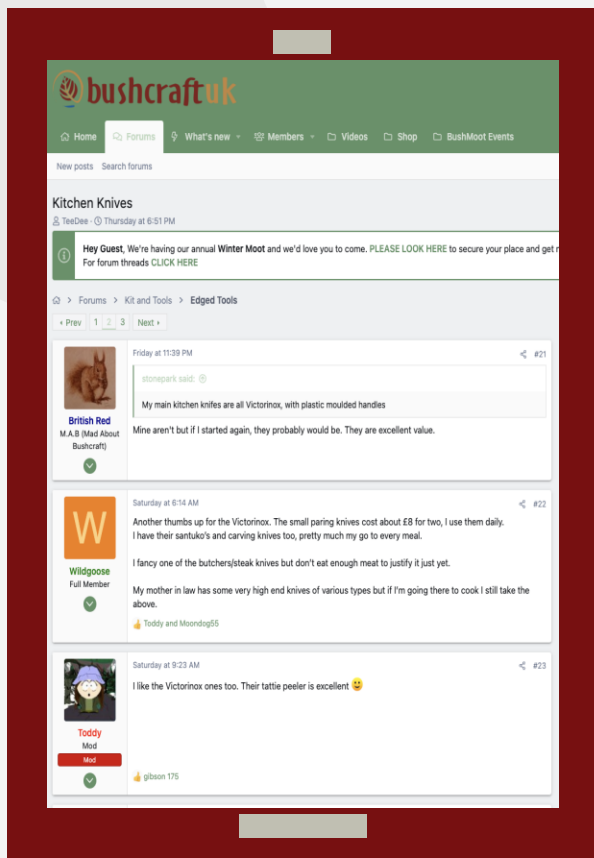 bushcraftuk
Home Forums What's new Members Videos Shop BushMoot Events
New posts Search forums
Kitchen Knives
TeeDee · Thursday at 6:51 PM
Hey Guest, We're having our annual Winter Moot and we'd love you to come. PLEASE LOOK HERE to secure your place and get
For forum threads CLICK HERE
Forums > Kit and Tools > Edged Tools
Prev 1 2 3 Next
Friday at 11:39 PM #21
stonepark said:
My main kitchen knifes are all Victorinox, with plastic moulded handles
British Red
M.A.B (Mad About
Bushcraft)
Mine aren't but if I started again, they probably would be. They are excellent value.
Saturday at 6:14 AM #22
W
Wildgoose
Full Member
Another thumbs up for the Victorinox. The small paring knives cost about £8 for two, I use them daily.
I have their santuko's and carving knives too, pretty much my go to every meal.
I fancy one of the butchers/steak knives but don't eat enough meat to justify it just yet.
My mother in law has some very high end knives of various types but if I'm going there to cook I still take the
above.
Toddy and Moondog55
Saturday at 9:23 AM #23
Toddy
Mod
Mod
I like the Victorinox ones too. Their tattie peeler is excellent 😀
gibson 175